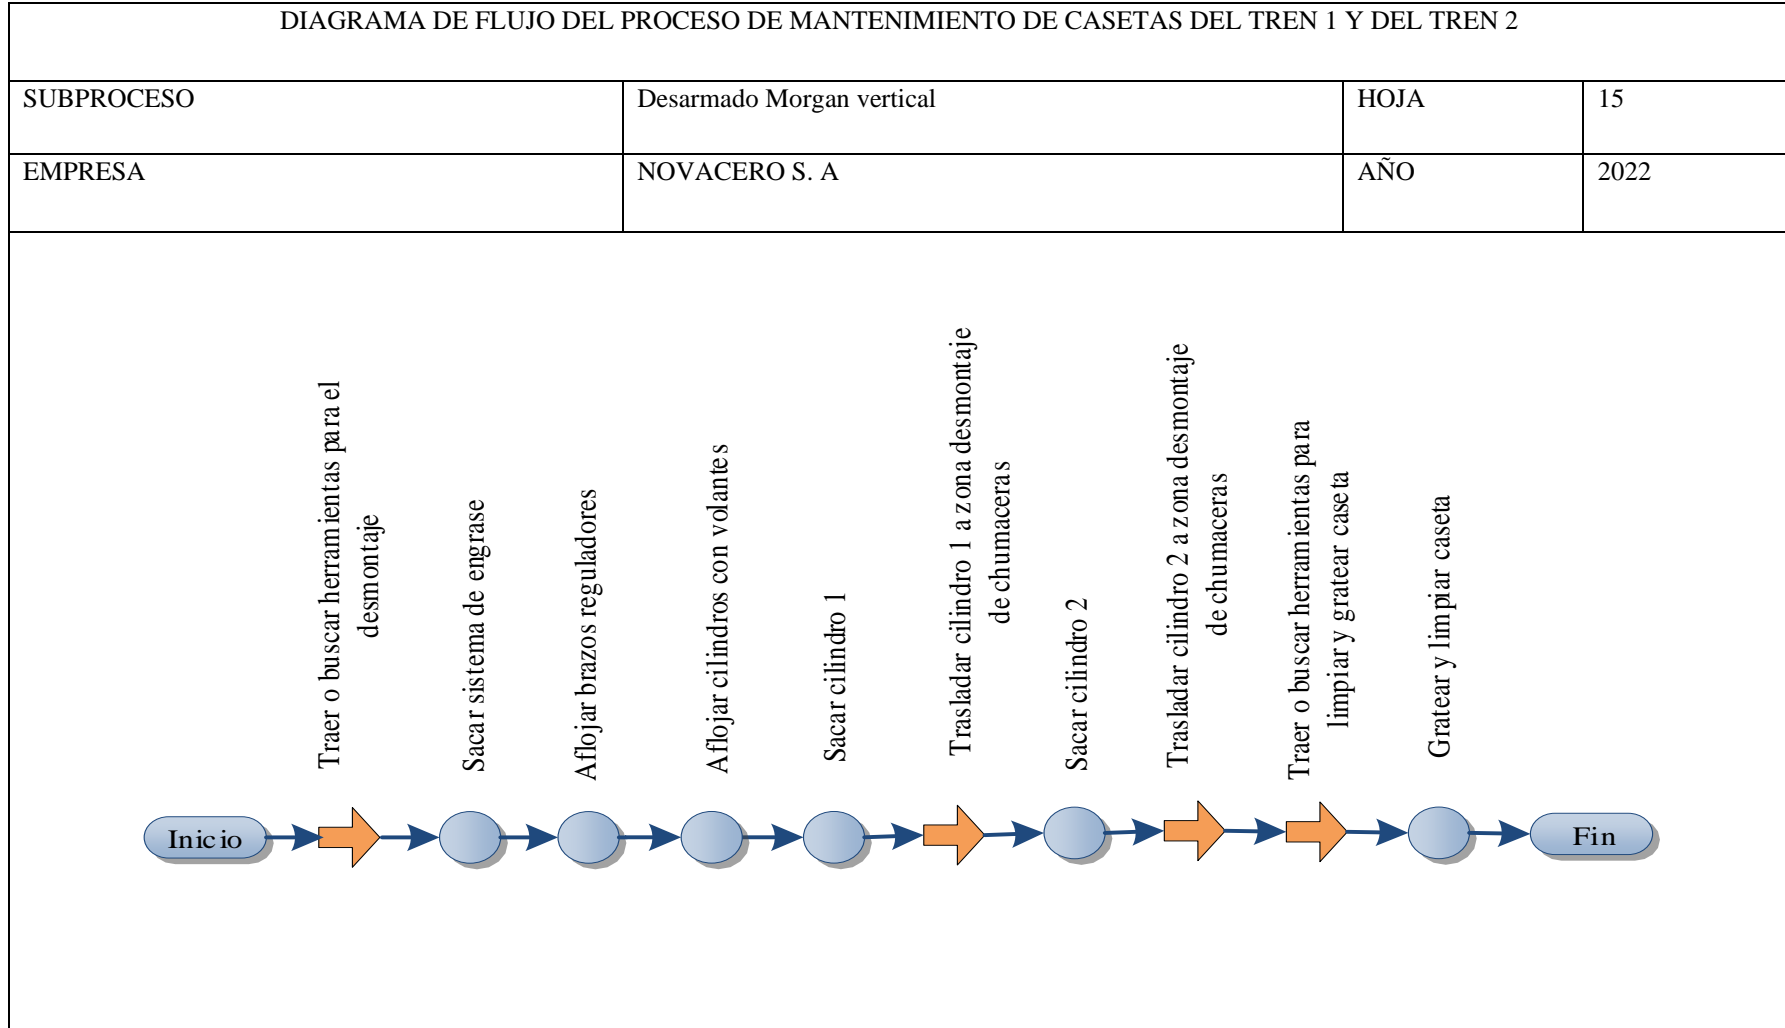 DIAGRAMA DE FLUJO DEL PROCESO DE MANTENIMIENTO DE CASETAS DEL TREN 1 Y DEL TREN 2
SUBPROCESO
Desarmado Morgan vertical
HOJA
15
EMPRESA
NOVACERO S. A
AÑO
2022
Traer o buscar herramientas para el
desmontaje
Sacar sistema de engrase
Aflojar brazos reguladores
Aflojar cilindros con volantes
Sacar cilindro 1
Trasladar cilindro 1 a zona desmontaje
de chumaceras
Sacar cilindro 2
Trasladar cilindro 2 a zona desmontaje
de chumaceras
Traer o buscar herramientas para
limpiar y gratear caseta
Gratear y limpiar caseta
Inicio
Fin